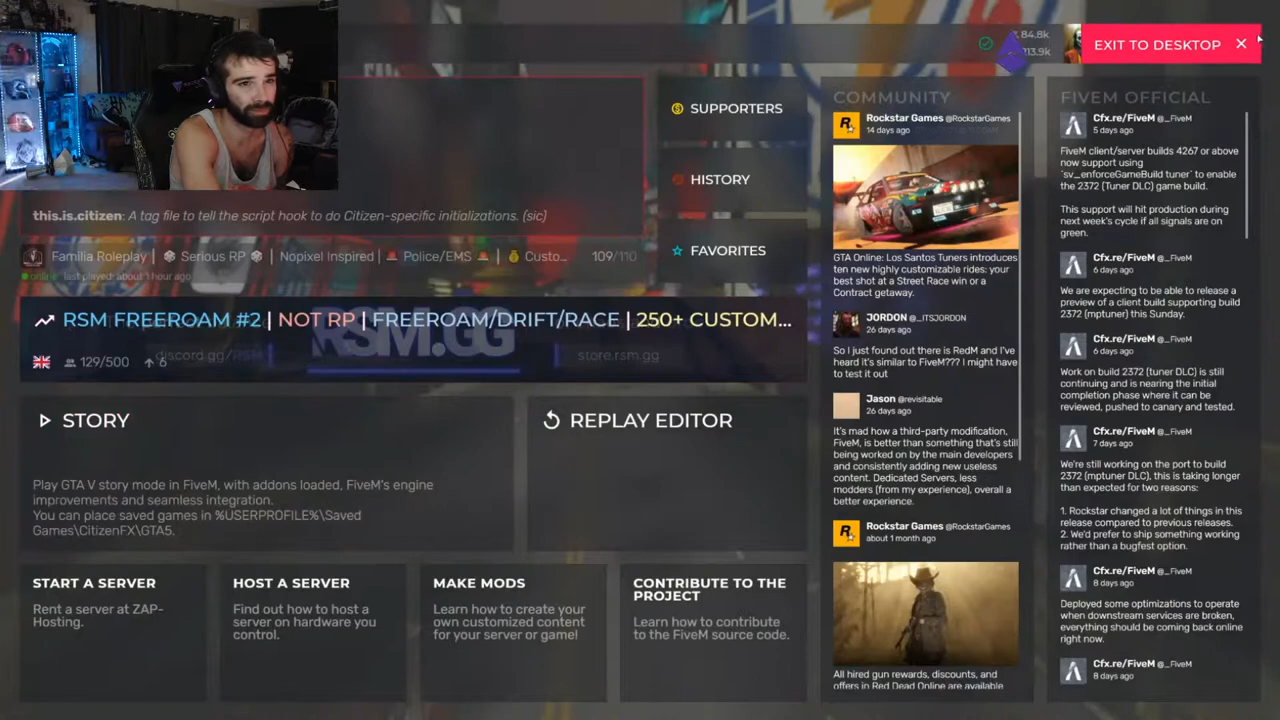 84.8k
213.9k
EXIT TO DESKTOP
this.is.citizen: A tag file to tell the script hook to do Citizen-specific initializations. (sic)
Familia Roleplay | Serious RP | Nopixel Inspired | Police/EMS | Custo... 109/110
online last played: about 1 hour ago
RSM FREEROAM #2 | NOT RP | FREEROAM/DRIFT/RACE | 250+ CUSTOM...
discord.gg/RSM
RSM.GG
store.rsm.gg
129/500
6
STORY
Play GTA V story mode in FiveM, with addons loaded, FiveM's engine
improvements and seamless integration.
You can place saved games in %USERPROFILE%\Saved
Games\CitizenFX\GTA5.
REPLAY EDITOR
START A SERVER
Rent a server at ZAP-
Hosting.
HOST A SERVER
Find out how to host a
server on hardware you
control.
MAKE MODS
Learn how to create your
own customized content
for your server or game!
CONTRIBUTE TO THE
PROJECT
Learn how to contribute
to the FiveM source code.
SUPPORTERS
HISTORY
FAVORITES
COMMUNITY
Rockstar Games @RockstarGames
14 days ago
GTA Online: Los Santos Tuners introduces
ten new highly customizable rides: your
best shot at a Street Race win or a
Contract getaway.
JORDON @_ITSJORDON
26 days ago
So I just found out there is RedM and I've
heard it's similar to FiveM??? I might have
to test it out
Jason @revisitable
26 days ago
It's mad how a third-party modification,
FiveM, is better than something that's still
being worked on by the main developers
and consistently adding new useless
content. Dedicated Servers, less
modders (from my experience), overall a
better experience.
Rockstar Games @RockstarGames
about 1 month ago
All hired gun rewards, discounts, and
offers in Red Dead Online are available
FIVEM OFFICIAL
Cfx.re/FiveM @_FiveM
5 days ago
FiveM client/server builds 4267 or above
now support using
`sv_enforceGameBuild tuner` to enable
the 2372 (Tuner DLC) game build.
This support will hit production during
next week's cycle if all signals are on
green.
Cfx.re/FiveM @_FiveM
6 days ago
We are expecting to be able to release a
preview of a client build supporting build
2372 (mptuner) this Sunday.
Cfx.re/FiveM @_FiveM
6 days ago
Work on build 2372 (tuner DLC) is still
continuing and is nearing the initial
completion phase where it can be
reviewed, pushed to canary and tested.
Cfx.re/FiveM @_FiveM
7 days ago
We're still working on the port to build
2372 (mptuner DLC), this is taking longer
than expected for two reasons:
1. Rockstar changed a lot of things in this
release compared to previous releases.
2. We'd prefer to ship something working
rather than a bugfest option.
Cfx.re/FiveM @_FiveM
8 days ago
Deployed some optimizations to operate
when downstream services are broken,
everything should be coming back online
right now.
Cfx.re/FiveM @_FiveM
8 days ago